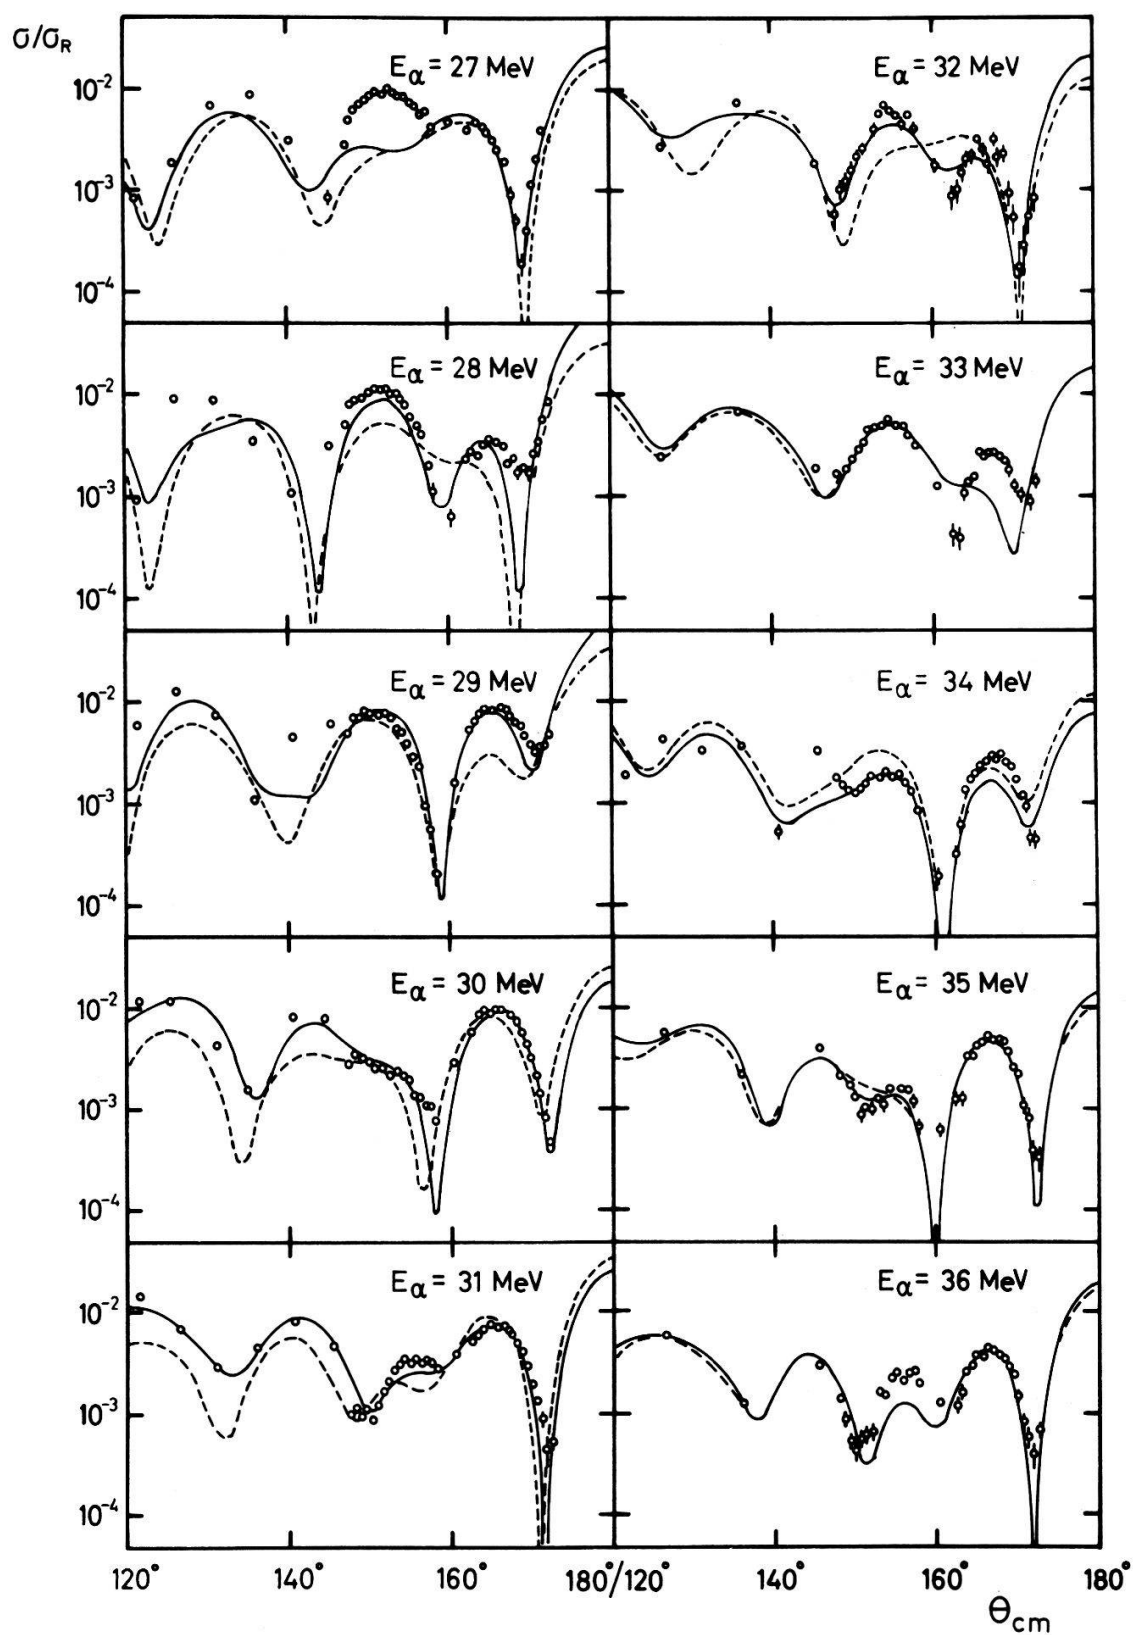 σ/σR
Eα = 27 MeV
Eα = 32 MeV
10⁻²
10⁻³
10⁻⁴
Eα = 28 MeV
Eα = 33 MeV
10⁻²
10⁻³
10⁻⁴
Eα = 29 MeV
Eα = 34 MeV
10⁻²
10⁻³
10⁻⁴
Eα = 30 MeV
Eα = 35 MeV
10⁻²
10⁻³
10⁻⁴
Eα = 31 MeV
Eα = 36 MeV
10⁻²
10⁻³
10⁻⁴
120° 140° 160° 180°/120° 140° 160° 180°
Θcm